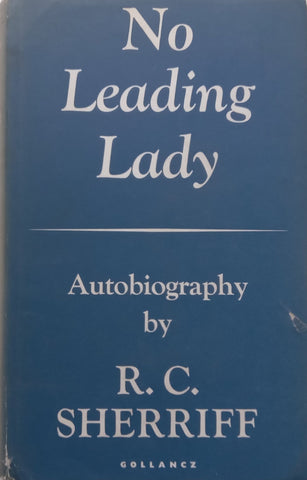 No
Leading
Lady
Autobiography
by
R. C.
SHERRIFF
GOLLANCZ